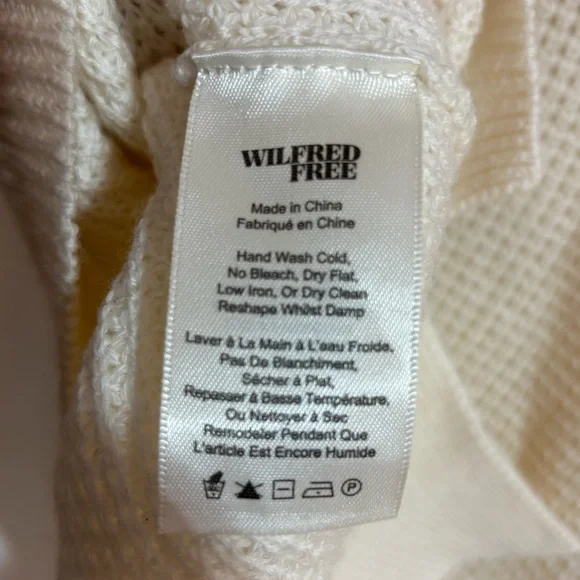 WILFRED
FREE
Made in China
Fabriqué en Chine
Hand Wash Cold,
No Bleach, Dry Flat,
Low Iron, Or Dry Clean
Reshape Whilst Damp
Laver à La Main à L'eau Froide,
Pas De Blanchiment,
Sécher à Plat,
Repasser à Basse Température,
Ou Nettoyer à Sec
Remodeler Pendant Que
L'article Est Encore Humide
P